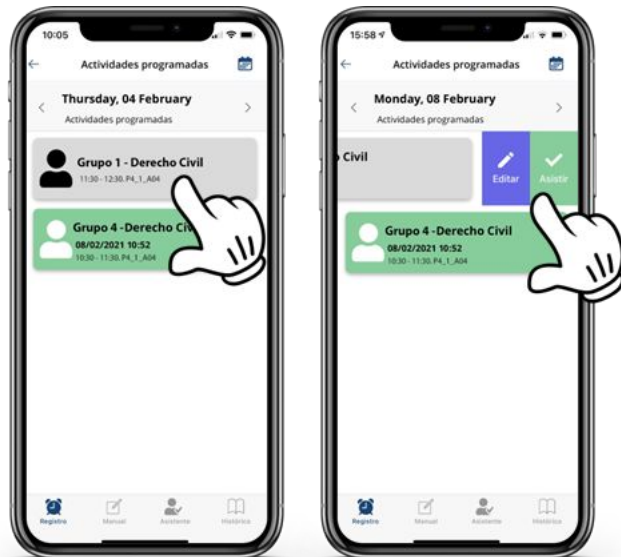 10:05
Actividades programadas
Thursday, 04 February
Actividades programadas
Grupo 1 - Derecho Civil
11:30 - 12:30. P4_1_A04
Grupo 4 -Derecho
08/02/2021 10:52
10:30 - 11:30. P4_1_A04
Registro Manual Asistente Histórico
15:58
Actividades programadas
Monday, 08 February
Actividades programadas
Civil
Editar Asistir
Grupo 4 -Derecho Civil
08/02/2021 10:52
10:30 - 11:30. P4_1_A04
Registro Manual Asistente Histórico